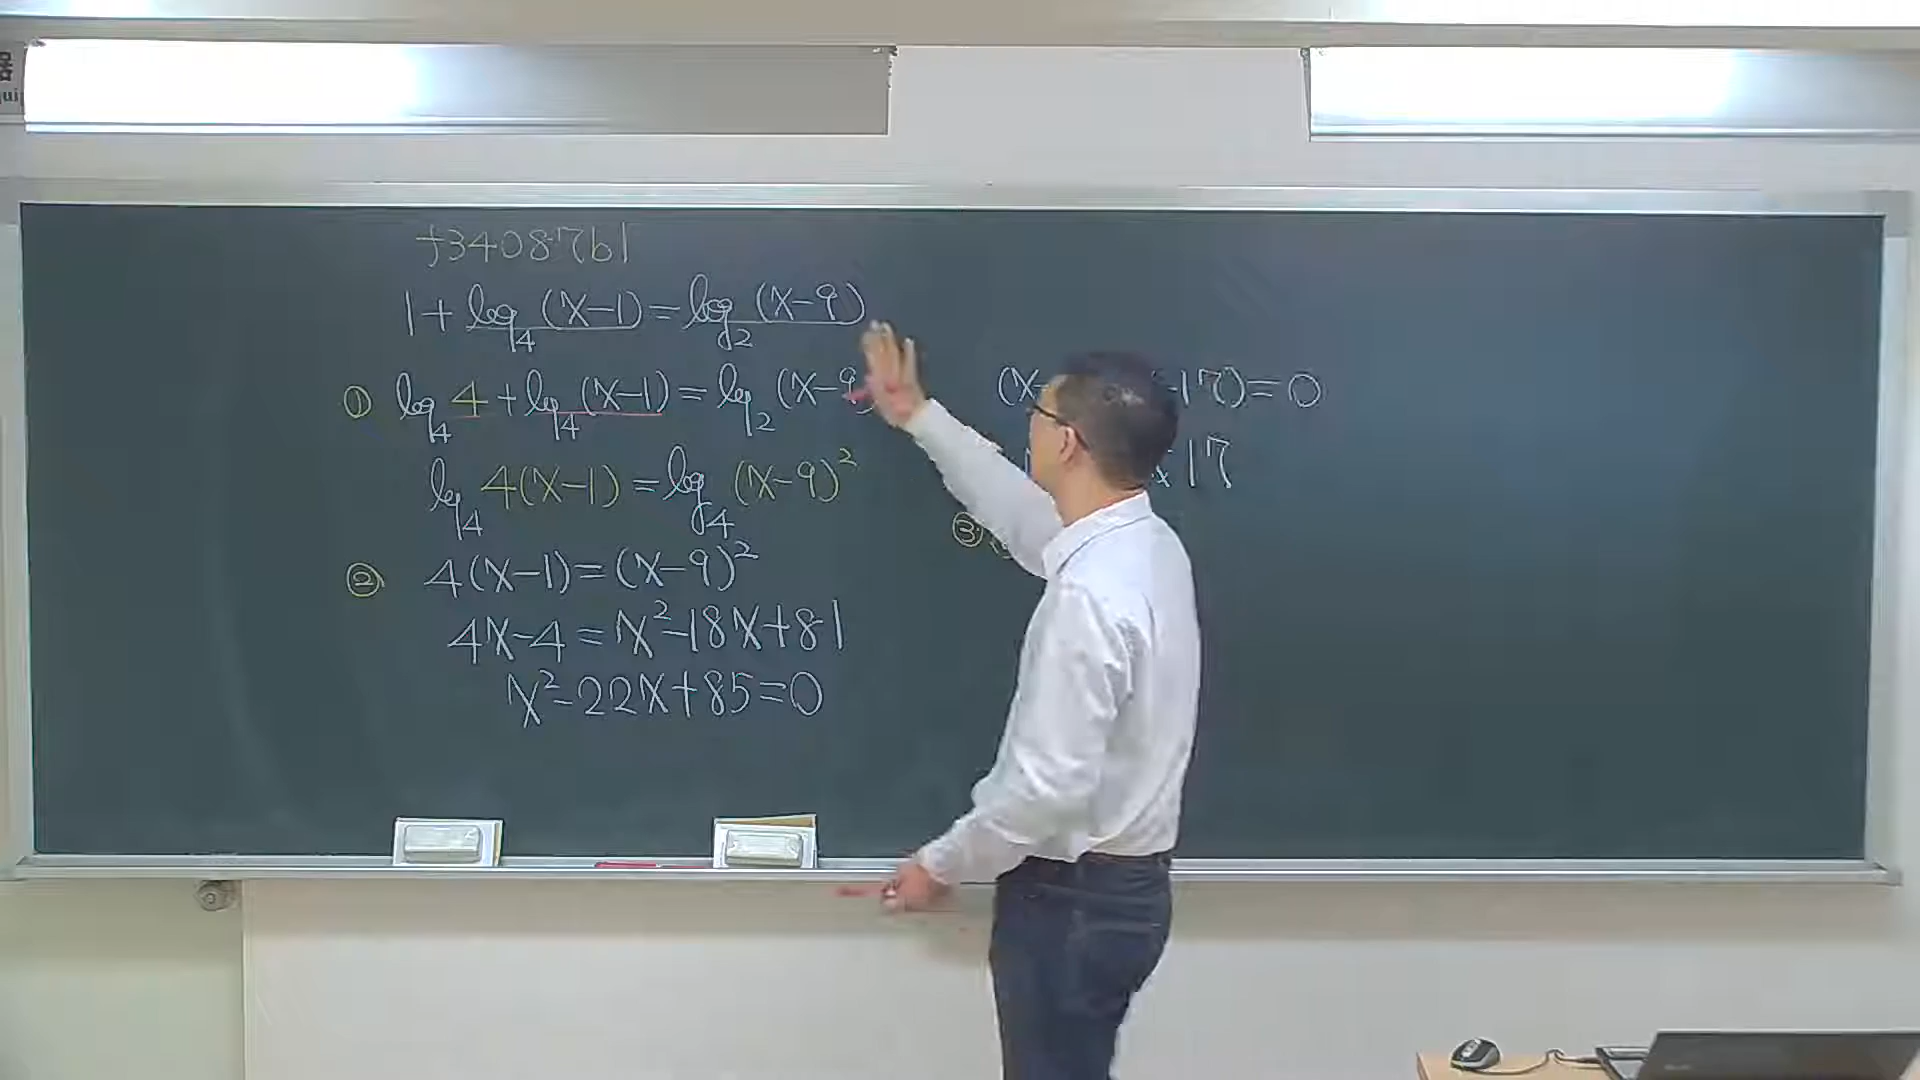 j3408761
1+log₄(x-1)=log₂(x-9)
① log₄4+log₄(x-1)=log₂(x-9
log₄4(x-1)=log₄(x-9)²
② 4(x-1)=(x-9)²
4x-4=x²-18x+81
x²-22x+85=0
(x- -17)=0
17
③